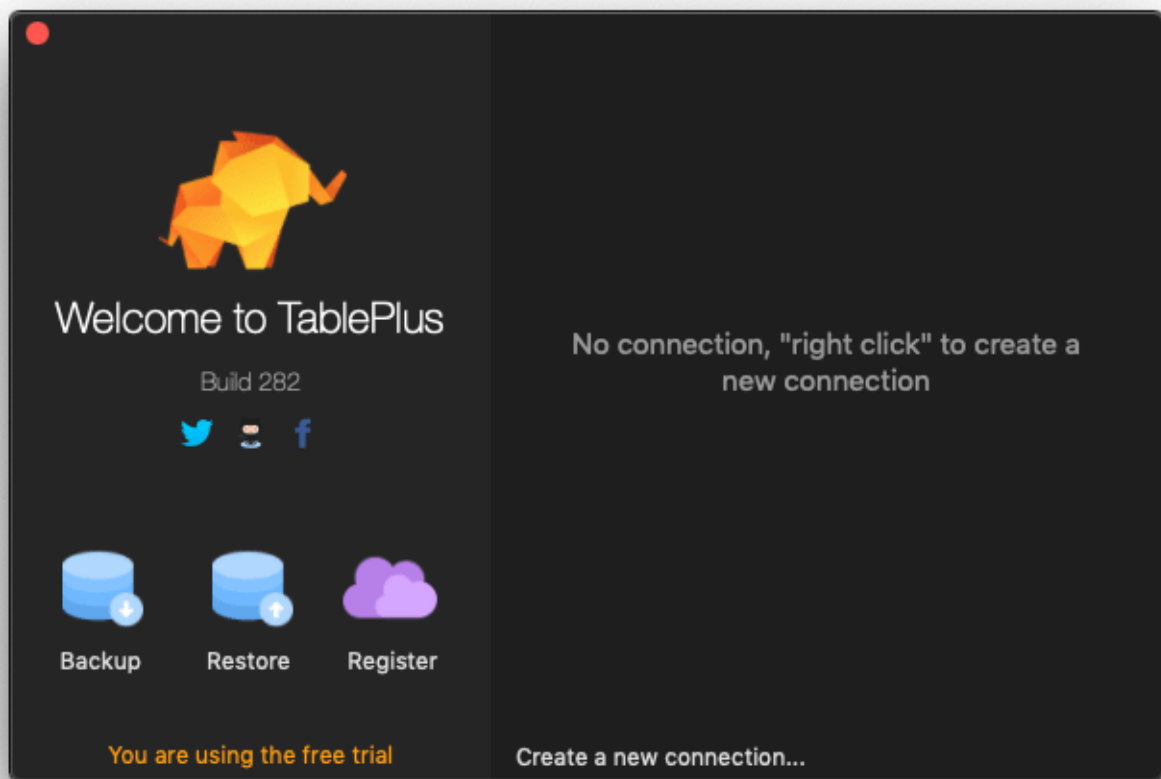 Welcome to TablePlus
Build 282
Backup
Restore
Register
You are using the free trial
No connection, "right click" to create a
new connection
Create a new connection...